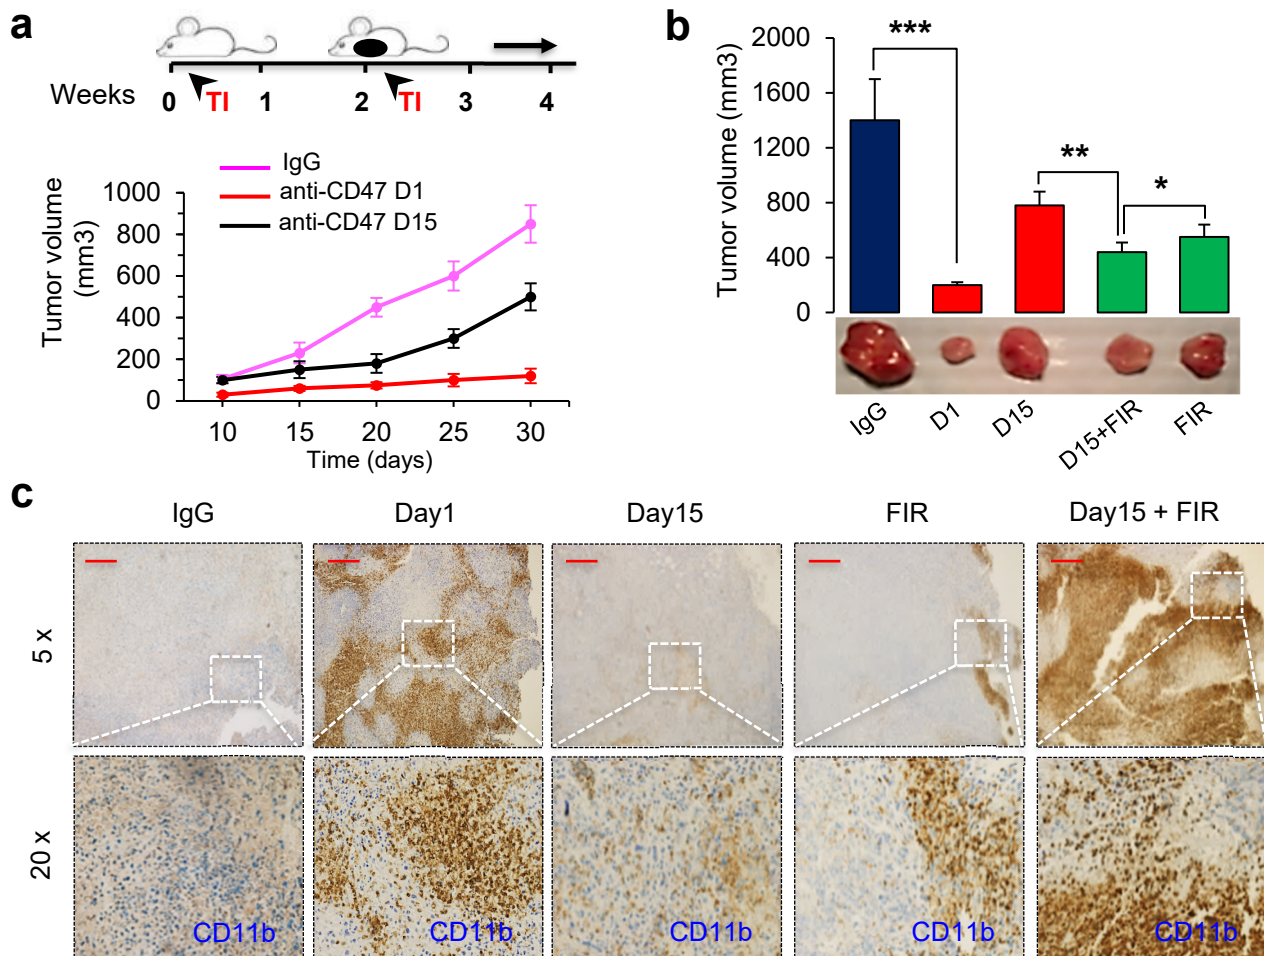 a
Weeks 0 TI 1 2 TI 3 4
IgG
anti-CD47 D1
anti-CD47 D15
Tumor volume
(mm3)
1000
800
600
400
200
0
10 15 20 25 30
Time (days)
b
Tumor volume (mm3)
2000
1600
1200
800
400
0
***
**
*
IgG D1 D15 D15+FIR FIR
c
IgG Day1 Day15 FIR Day15 + FIR
5 x
20 x
CD11b CD11b CD11b CD11b CD11b